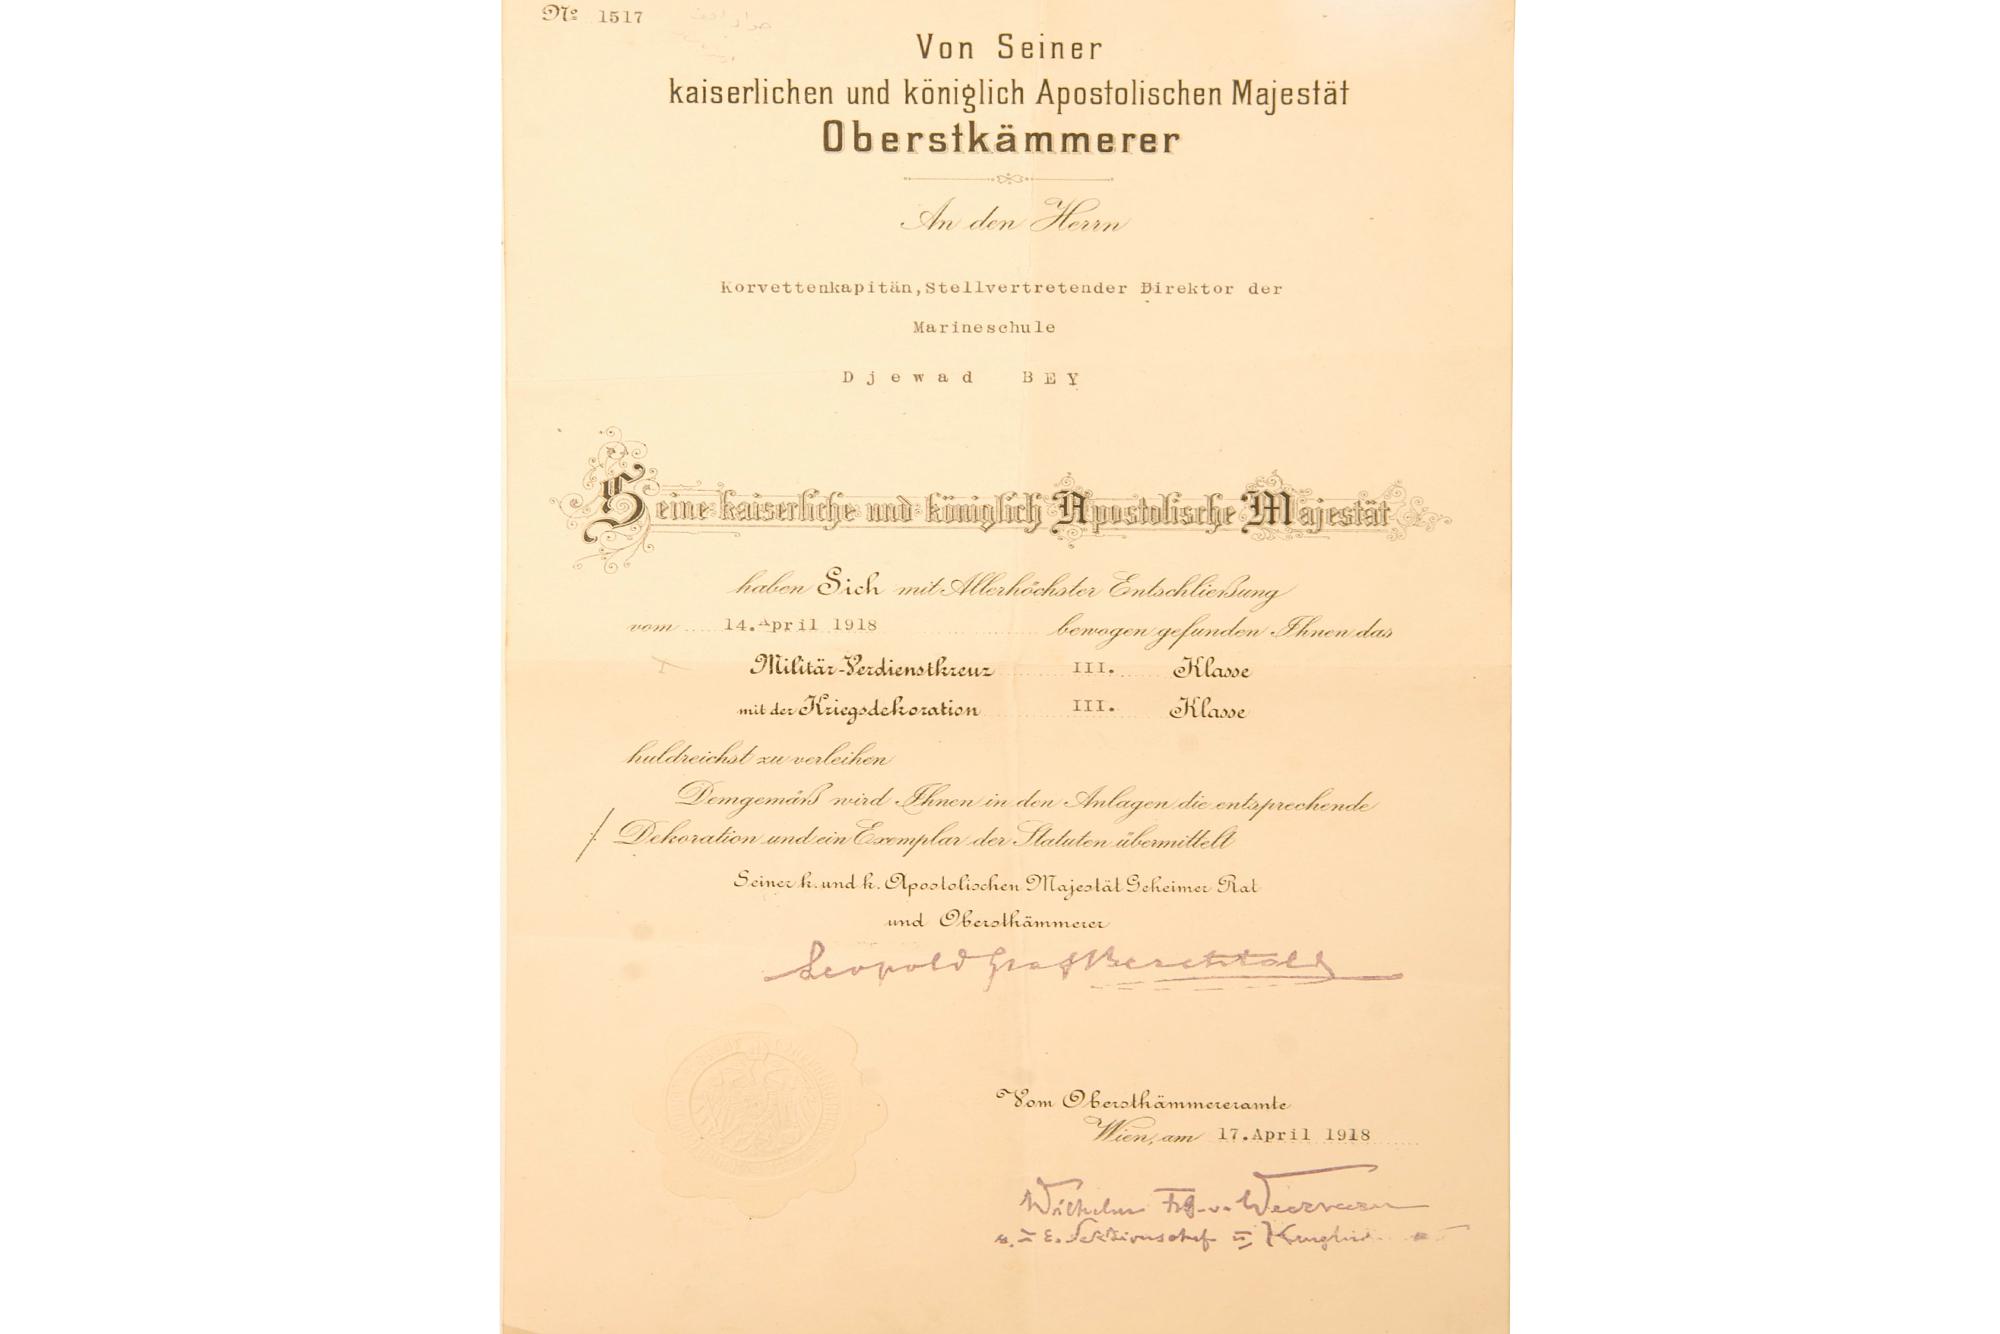 № 1517
Von Seiner
kaiserlichen und königlich Apostolischen Majestät
Oberstkämmerer
An den Herrn
Korvettenkapitän, Stellvertretender Direktor der
Marineschule
Djewad BEY
Seine kaiserliche und königlich Apostolische Majestät
haben Sich mit Allerhöchster Entschließung
vom 14. April 1918 bewogen gefunden Ihnen das
Militär-Verdienstkreuz III. Klasse
mit der Kriegsdekoration III. Klasse
huldreichst zu verleihen
Demgemäß wird Ihnen in den Anlagen die entsprechende
Dekoration und ein Exemplar der Statuten übermittelt
Seiner k. und k. Apostolischen Majestät Geheimer Rat
und Oberstkämmerer
Leopold Graf Berchtold
Vom Oberstkämmereramte
Wien, am 17. April 1918
Wilhelm Frh. v.
Sektionschef